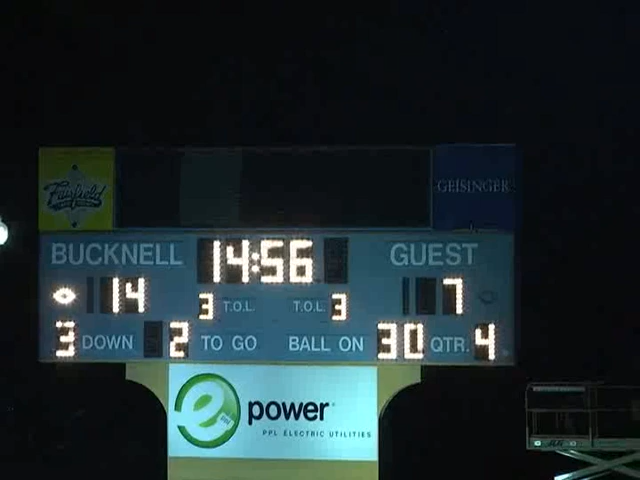 Fairfield
GEISINGER
BUCKNELL 14:56 GUEST
14 3 T.O.L. T.O.L. 3 7
3 DOWN 2 TO GO BALL ON 30 QTR. 4
e power
PPL ELECTRIC UTILITIES